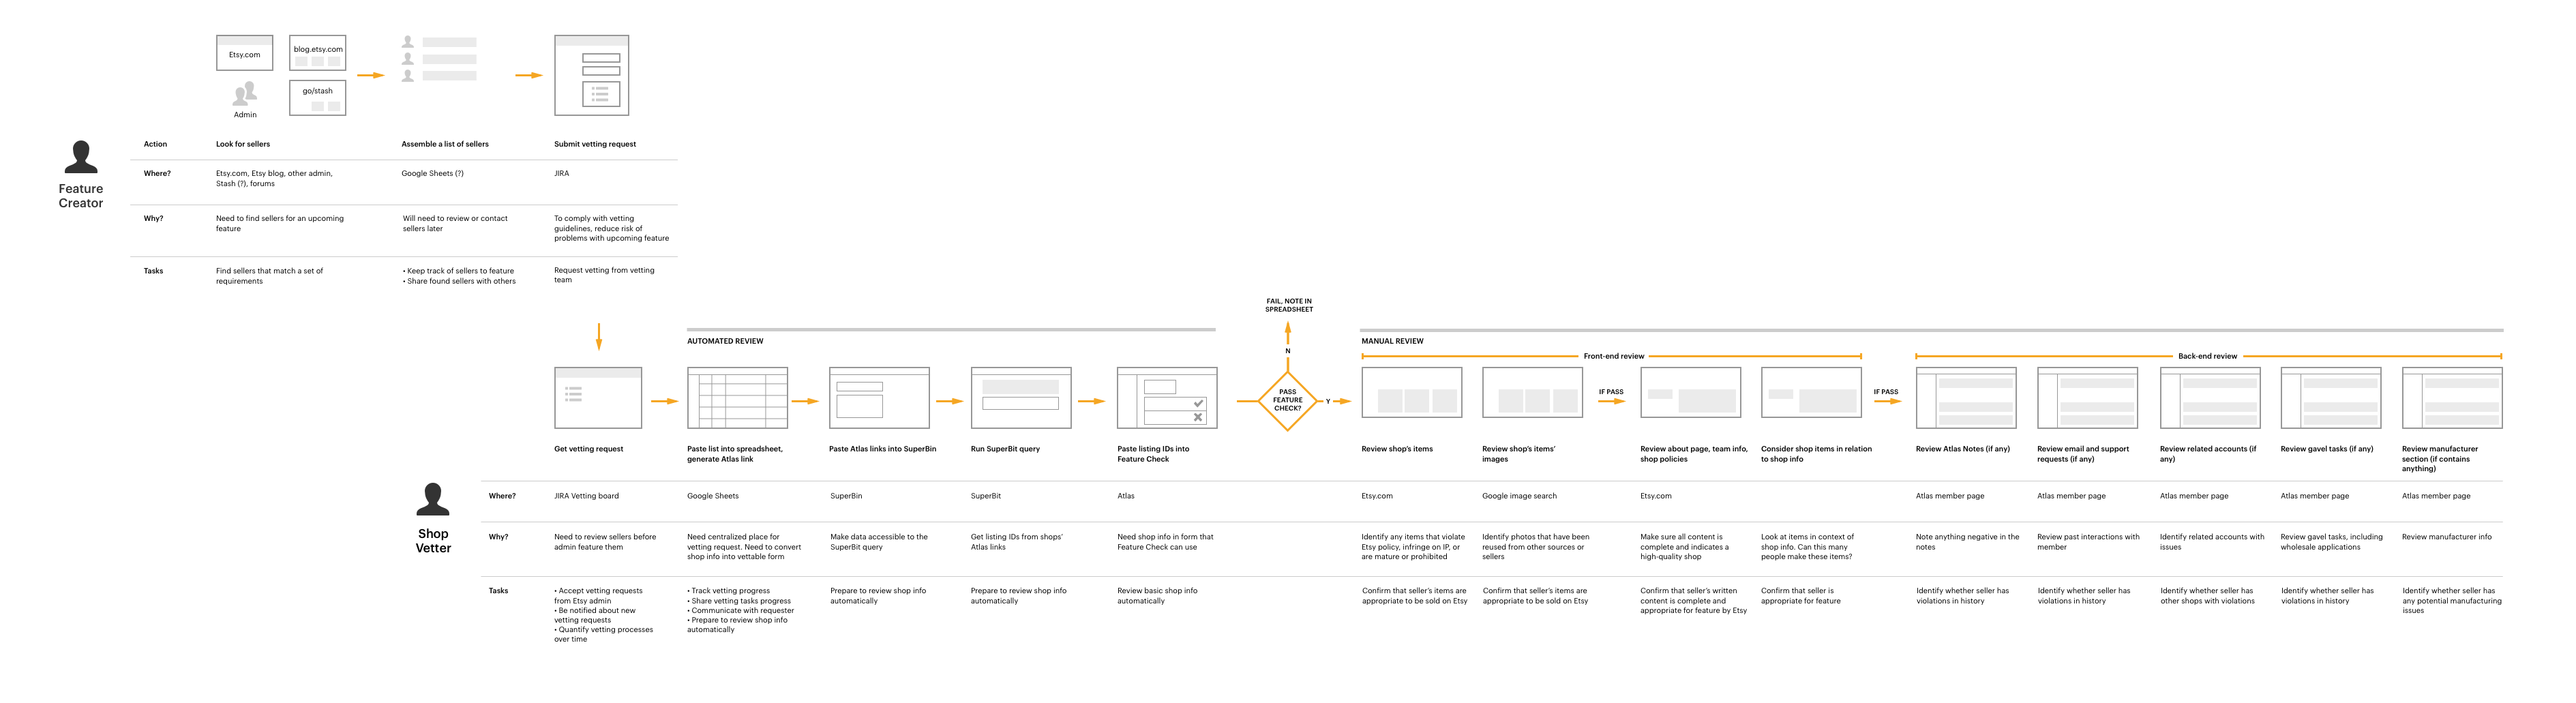 Etsy.com
blog.etsy.com
go/stash
Admin
Feature
Creator
Action
Look for sellers
Assemble a list of sellers
Submit vetting request
Where?
Etsy.com, Etsy blog, other admin,
Stash (?), forums
Google Sheets (?)
JIRA
Why?
Need to find sellers for an upcoming
feature
Will need to review or contact
sellers later
To comply with vetting
guidelines, reduce risk of
problems with upcoming feature
Tasks
Find sellers that match a set of
requirements
• Keep track of sellers to feature
• Share found sellers with others
Request vetting from vetting
team
FAIL, NOTE IN
SPREADSHEET
N
AUTOMATED REVIEW
MANUAL REVIEW
Front-end review
Back-end review
PASS
FEATURE
CHECK?
Y
IF PASS
IF PASS
Get vetting request
Paste list into spreadsheet,
generate Atlas link
Paste Atlas links into SuperBin
Run SuperBit query
Paste listing IDs into
Feature Check
Review shop's items
Review shop's items'
images
Review about page, team info,
shop policies
Consider shop items in relation
to shop info
Review Atlas Notes (if any)
Review email and support
requests (if any)
Review related accounts (if
any)
Review gavel tasks (if any)
Review manufacturer
section (if contains
anything)
Shop
Vetter
Where?
JIRA Vetting board
Google Sheets
SuperBin
SuperBit
Atlas
Etsy.com
Google image search
Etsy.com
Atlas member page
Atlas member page
Atlas member page
Atlas member page
Atlas member page
Why?
Need to review sellers before
admin feature them
Need centralized place for
vetting request. Need to convert
shop info into vettable form
Make data accessible to the
SuperBit query
Get listing IDs from shops'
Atlas links
Need shop info in form that
Feature Check can use
Identify any items that violate
Etsy policy, infringe on IP, or
are mature or prohibited
Identify photos that have been
reused from other sources or
sellers
Make sure all content is
complete and indicates a
high-quality shop
Look at items in context of
shop info. Can this many
people make these items?
Note anything negative in the
notes
Review past interactions with
member
Identify related accounts with
issues
Review gavel tasks, including
wholesale applications
Review manufacturer info
Tasks
• Accept vetting requests
from Etsy admin
• Be notified about new
vetting requests
• Quantify vetting processes
over time
• Track vetting progress
• Share vetting tasks progress
• Communicate with requester
• Prepare to review shop info
automatically
Prepare to review shop info
automatically
Prepare to review shop info
automatically
Review basic shop info
automatically
Confirm that seller's items are
appropriate to be sold on Etsy
Confirm that seller's items are
appropriate to be sold on Etsy
Confirm that seller's written
content is complete and
appropriate for feature by Etsy
Confirm that seller is
appropriate for feature
Identify whether seller has
violations in history
Identify whether seller has
violations in history
Identify whether seller has
other shops with violations
Identify whether seller has
violations in history
Identify whether seller has
any potential manufacturing
issues